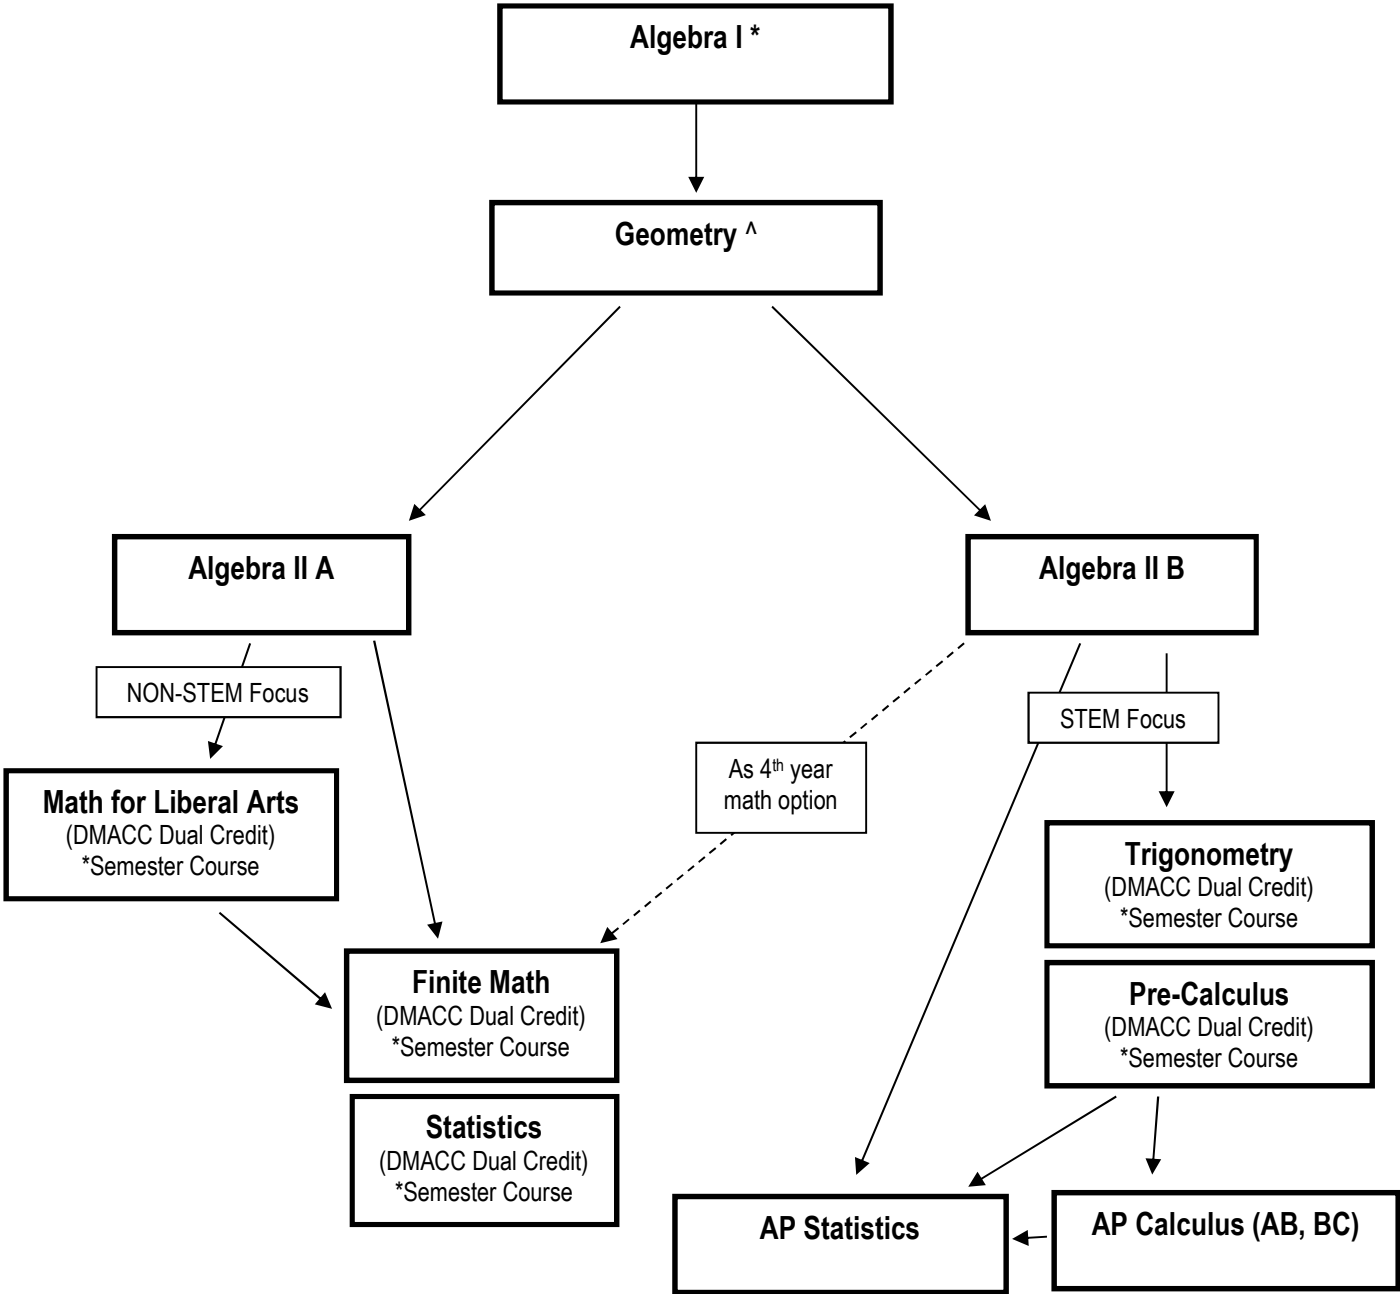 Algebra I *
Geometry ^
Algebra II A
Algebra II B
NON-STEM Focus
STEM Focus
As 4th year
math option
Math for Liberal Arts
(DMACC Dual Credit)
*Semester Course
Trigonometry
(DMACC Dual Credit)
*Semester Course
Finite Math
(DMACC Dual Credit)
*Semester Course
Pre-Calculus
(DMACC Dual Credit)
*Semester Course
Statistics
(DMACC Dual Credit)
*Semester Course
AP Statistics
AP Calculus (AB, BC)